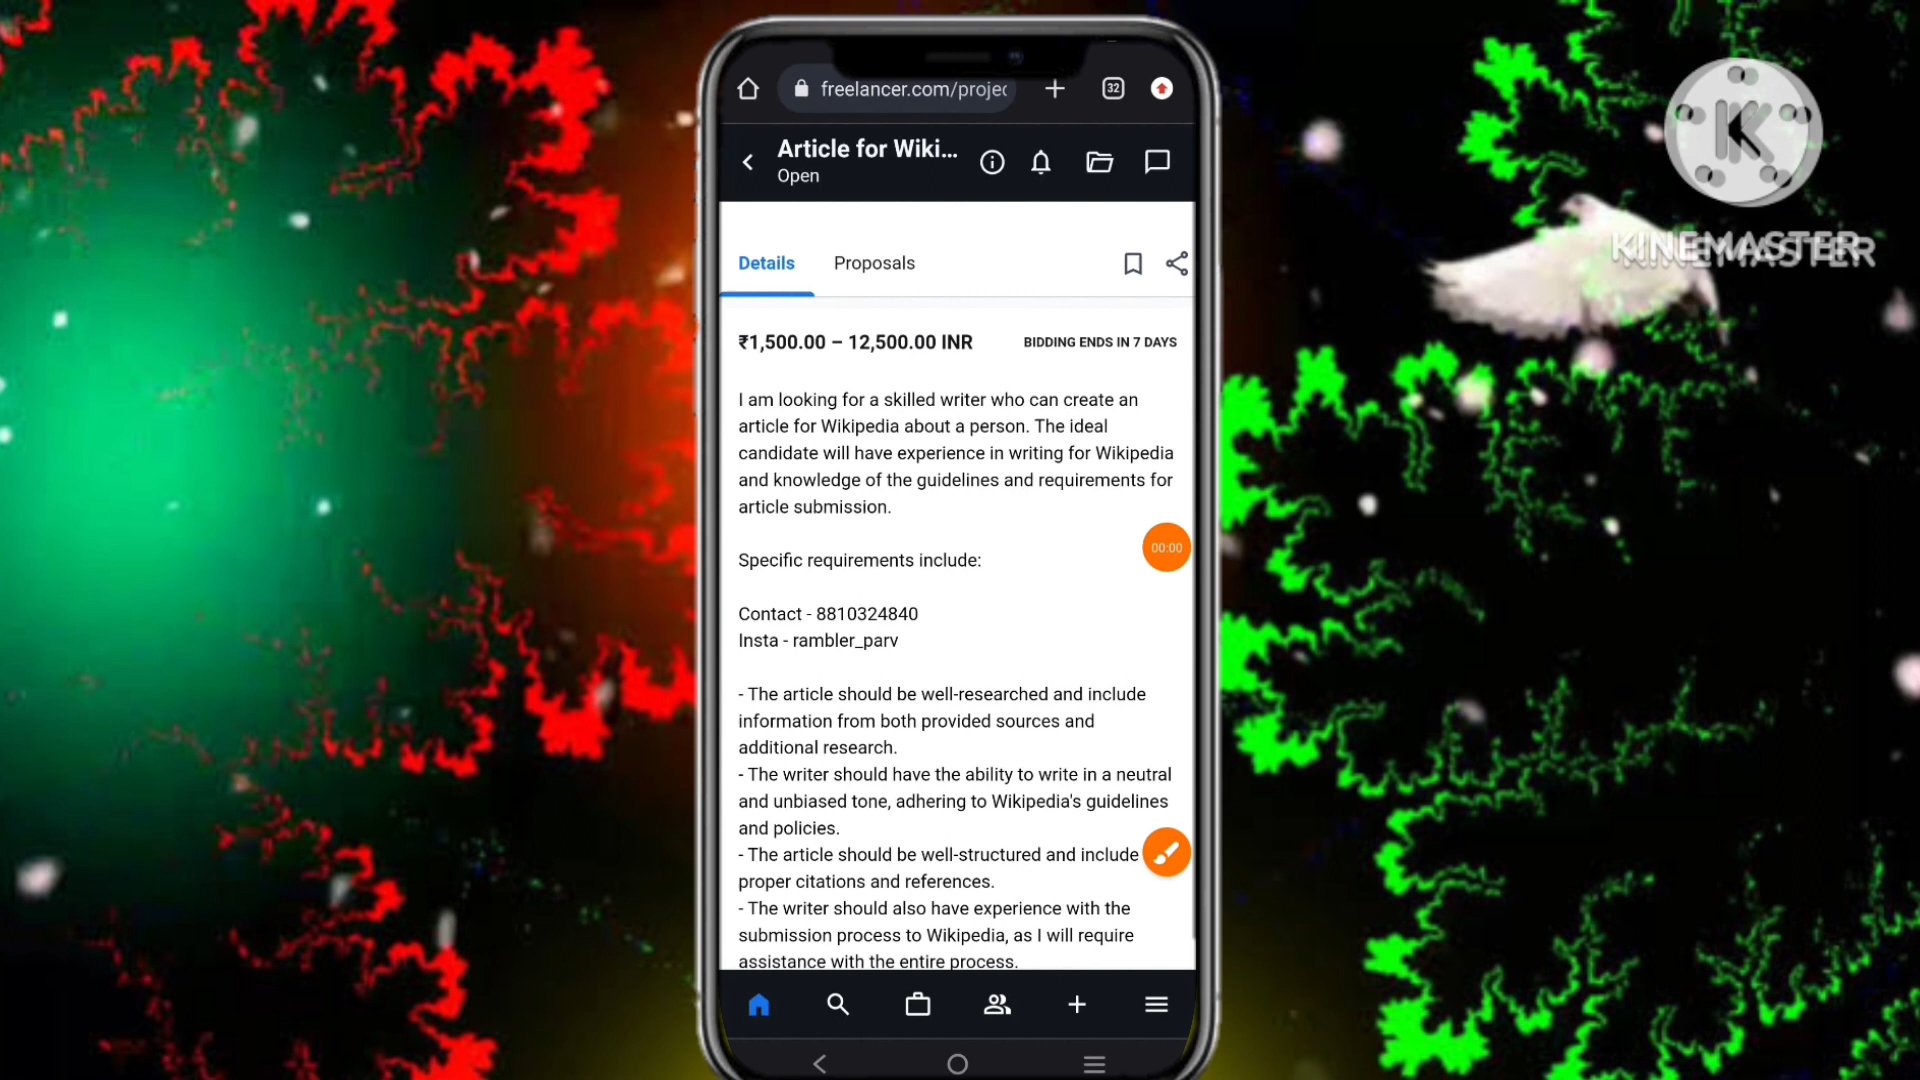 freelancer.com/projec
32
Article for Wiki...
Open
Details
Proposals
₹1,500.00 – 12,500.00 INR
BIDDING ENDS IN 7 DAYS
I am looking for a skilled writer who can create an
article for Wikipedia about a person. The ideal
candidate will have experience in writing for Wikipedia
and knowledge of the guidelines and requirements for
article submission.
Specific requirements include:
00:00
Contact - 8810324840
Insta - rambler_parv
- The article should be well-researched and include
information from both provided sources and
additional research.
- The writer should have the ability to write in a neutral
and unbiased tone, adhering to Wikipedia's guidelines
and policies.
- The article should be well-structured and include
proper citations and references.
- The writer should also have experience with the
submission process to Wikipedia, as I will require
assistance with the entire process.
K
KINEMASTER